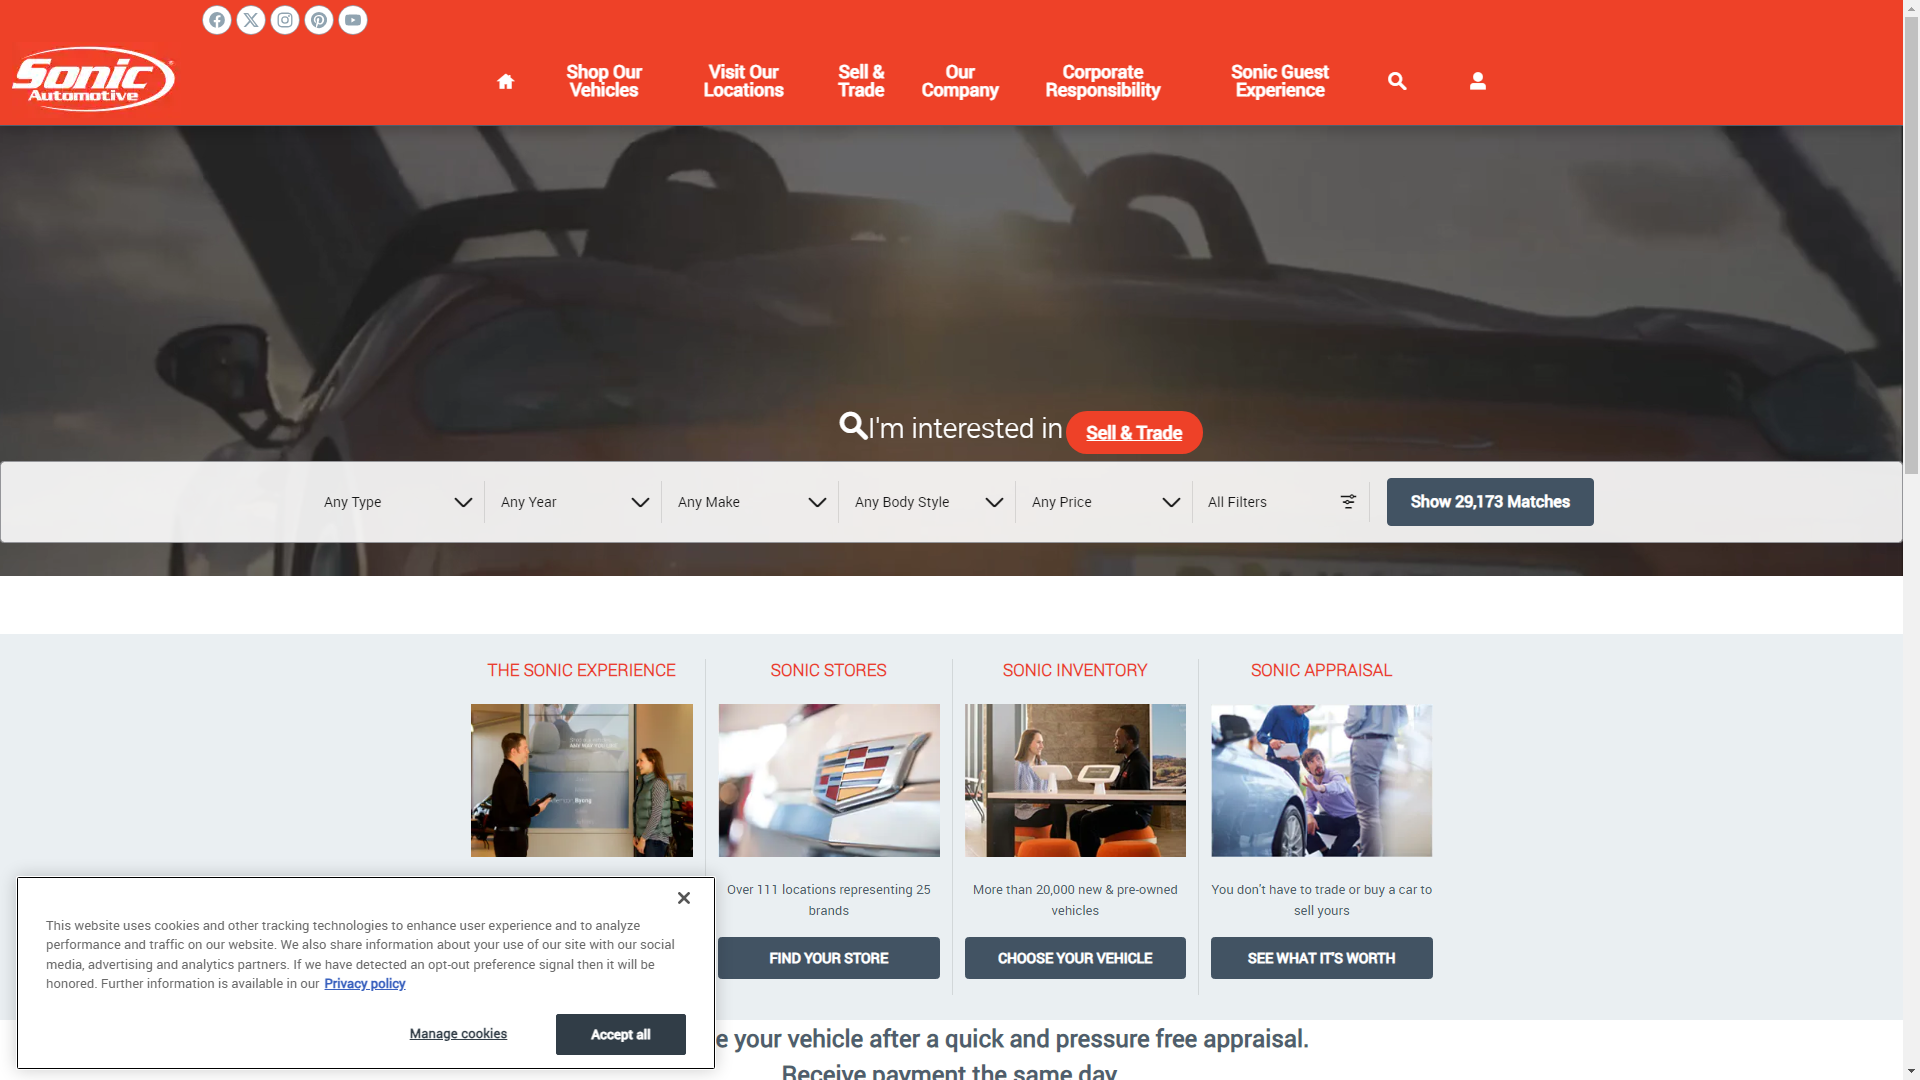 Sonic
Automotive
Shop Our
Vehicles
Visit Our
Locations
Sell &
Trade
Our
Company
Corporate
Responsibility
Sonic Guest
Experience
I'm interested in Sell & Trade
Any Type
Any Year
Any Make
Any Body Style
Any Price
All Filters
Show 29,173 Matches
THE SONIC EXPERIENCE
SONIC STORES
Over 111 locations representing 25
brands
FIND YOUR STORE
SONIC INVENTORY
More than 20,000 new & pre-owned
vehicles
CHOOSE YOUR VEHICLE
SONIC APPRAISAL
You don't have to trade or buy a car to
sell yours
SEE WHAT IT'S WORTH
This website uses cookies and other tracking technologies to enhance user experience and to analyze
performance and traffic on our website. We also share information about your use of our site with our social
media, advertising and analytics partners. If we have detected an opt-out preference signal then it will be
honored. Further information is available in our Privacy policy
Manage cookies
Accept all
your vehicle after a quick and pressure free appraisal.
Receive payment the same day